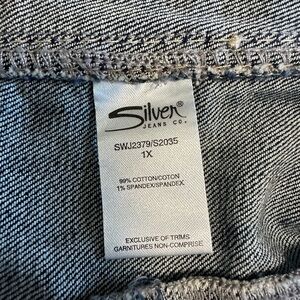 Silver®
JEANS CO.
SWJ2379/S2035
1X
99% COTTON/COTON
1% SPANDEX/SPANDEX.
EXCLUSIVE OF TRIMS
GARNITURES NON-COMPRISE